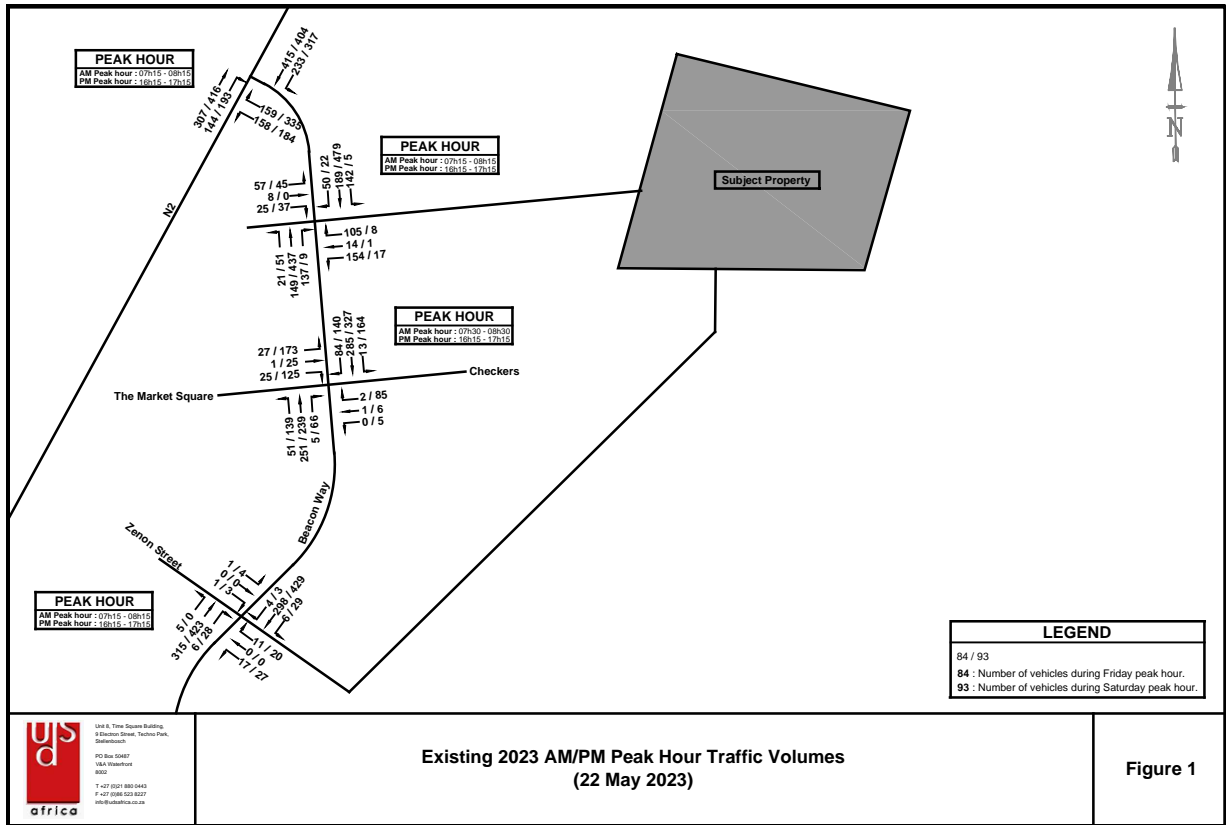 PEAK HOUR
AM Peak hour : 07h15 - 08h15
PM Peak hour : 16h15 - 17h15
415 / 404
233 / 317
307 / 416
144 / 193
159 / 335
158 / 184
N2
PEAK HOUR
AM Peak hour : 07h15 - 08h15
PM Peak hour : 16h15 - 17h15
50 / 22
189 / 479
142 / 5
57 / 45
8 / 0
25 / 37
105 / 8
14 / 1
154 / 17
21 / 51
149 / 437
137 / 9
Subject Property
N
PEAK HOUR
AM Peak hour : 07h30 - 08h30
PM Peak hour : 16h15 - 17h15
84 / 140
285 / 327
13 / 164
27 / 173
1 / 25
25 / 125
The Market Square
Checkers
2 / 85
1 / 6
0 / 5
51 / 139
251 / 239
5 / 66
Beacon Way
Zenon Street
PEAK HOUR
AM Peak hour : 07h15 - 08h15
PM Peak hour : 16h15 - 17h15
1 / 4
0 / 0
1 / 3
4 / 3
298 / 429
6 / 29
5 / 0
315 / 423
6 / 28
11 / 20
0 / 0
17 / 27
LEGEND
84 / 93
84 : Number of vehicles during Friday peak hour.
93 : Number of vehicles during Saturday peak hour.
uds
africa
Unit 8, Time Square Building,
9 Electron Street, Techno Park,
Stellenbosch
PO Box 50487
V&A Waterfront
8002
T +27 (0)21 880 0443
F +27 (0)86 523 8227
info@udsafrica.co.za
Existing 2023 AM/PM Peak Hour Traffic Volumes
(22 May 2023)
Figure 1